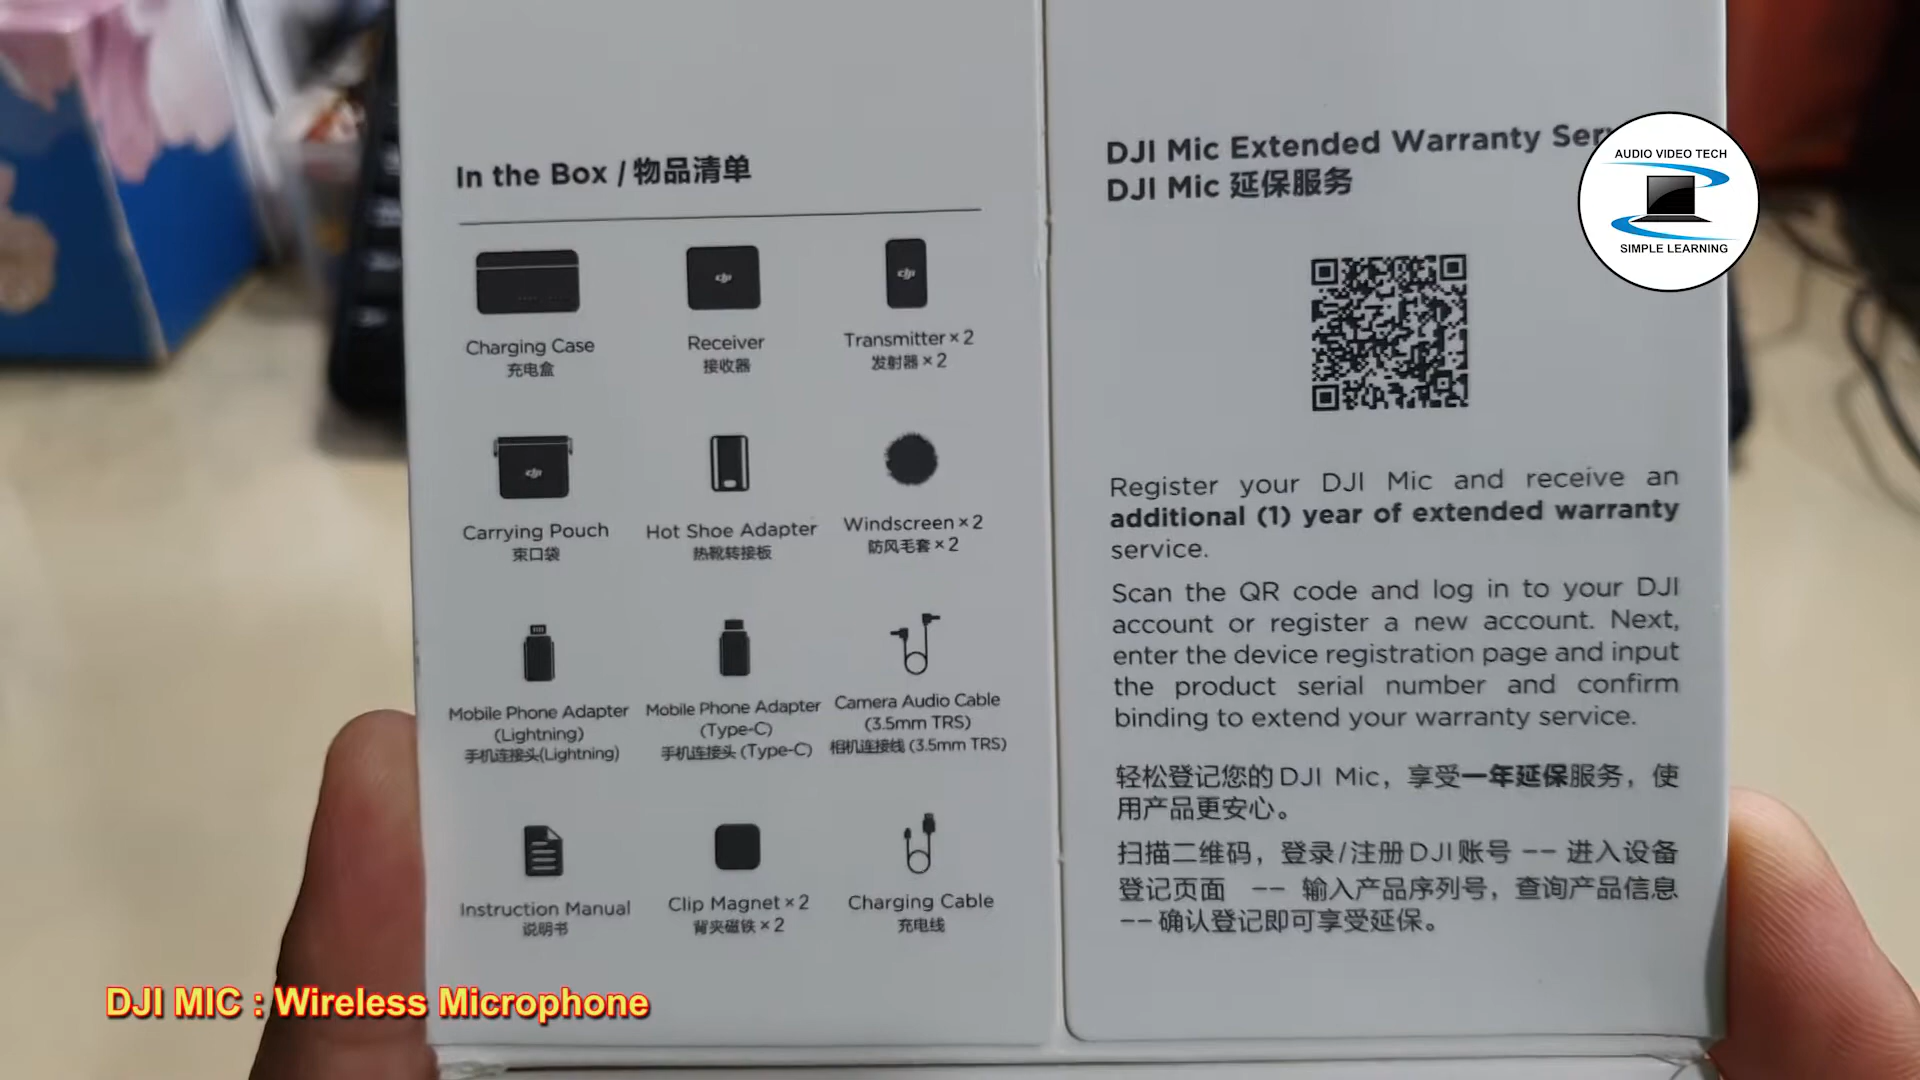 In the Box / 物品清单
Charging Case
充电盒
Receiver
接收器
Transmitter × 2
发射器 × 2
Carrying Pouch
束口袋
Hot Shoe Adapter
热靴转接板
Windscreen × 2
防风毛套 × 2
Mobile Phone Adapter
(Lightning)
手机连接头(Lightning)
Mobile Phone Adapter
(Type-C)
手机连接头 (Type-C)
Camera Audio Cable
(3.5mm TRS)
相机连接线 (3.5mm TRS)
Instruction Manual
说明书
Clip Magnet × 2
背夹磁铁 × 2
Charging Cable
充电线
DJI Mic Extended Warranty
DJI Mic 延保服务
Register your DJI Mic and receive an
additional (1) year of extended warranty
service.
Scan the QR code and log in to your DJI
account or register a new account. Next,
enter the device registration page and input
the product serial number and confirm
binding to extend your warranty service.
轻松登记您的 DJI Mic，享受一年延保服务，使
用产品更安心。
扫描二维码，登录/注册 DJI 账号 -- 进入设备
登记页面 -- 输入产品序列号，查询产品信息
-- 确认登记即可享受延保。
AUDIO VIDEO TECH
SIMPLE LEARNING
DJI MIC : Wireless Microphone